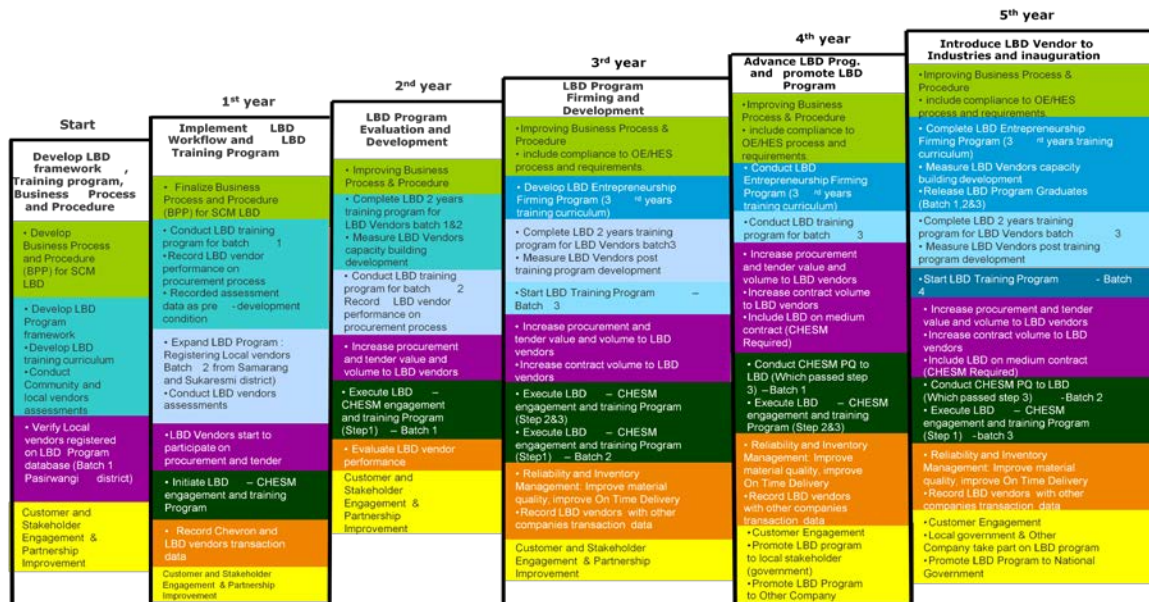 Start
Develop LBD
framework ,
Training program,
Business Process
and Procedure
• Develop
Business Process
and Procedure
(BPP) for SCM
LBD
• Develop LBD
Program
framework
• Develop LBD
training curriculum
• Conduct
Community and
local vendors
assessments
• Verify Local
vendors registered
on LBD Program
database (Batch 1
Pasirwangi district)
Customer and
Stakeholder
Engagement &
Partnership
Improvement
1st year
Implement LBD
Workflow and LBD
Training Program
• Finalize Business
Process and Procedure
(BPP) for SCM LBD
• Conduct LBD training
program for batch 1
• Record LBD vendor
performance on
procurement process
• Recorded assessment
data as pre -development
condition
• Expand LBD Program :
Registering Local vendors
Batch 2 from Samarang
and Sukaresmi district)
• Conduct LBD vendors
assessments
•LBD Vendors start to
participate on
procurement and tender
• Initiate LBD – CHESM
engagement and training
Program
• Record Chevron and
LBD vendors transaction
data
Customer and Stakeholder
Engagement & Partnership
Improvement
2nd year
LBD Program
Evaluation and
Development
• Improving Business
Process & Procedure
• Complete LBD 2 years
training program for
LBD Vendors batch 1&2
• Measure LBD Vendors
capacity building
development
• Conduct LBD training
program for batch 2
Record LBD vendor
performance on
procurement process
• Increase procurement
and tender value and
volume to LBD vendors
• Execute LBD –
CHESM engagement
and training Program
(Step1) – Batch 1
• Evaluate LBD vendor
performance
Customer and
Stakeholder
Engagement &
Partnership
Improvement
3rd year
LBD Program
Firming and
Development
•Improving Business Process &
Procedure
• include compliance to OE/HES
process and requirements.
• Develop LBD Entrepreneurship
Firming Program (3 rd years
training curriculum)
• Complete LBD 2 years training
program for LBD Vendors batch3
• Measure LBD Vendors post
training program development
•Start LBD Training Program –
Batch 3
• Increase procurement and
tender value and volume to LBD
vendors
• Increase contract volume to LBD
vendors
• Execute LBD – CHESM
engagement and training Program
(Step 2&3)
• Execute LBD – CHESM
engagement and training Program
(Step1) – Batch 2
• Reliability and Inventory
Management: Improve material
quality, improve On Time Delivery
• Record LBD vendors with other
companies transaction data
Customer and Stakeholder
Engagement & Partnership
Improvement
4th year
Advance LBD Prog.
and promote LBD
Program
•Improving Business
Process & Procedure
• include compliance to
OE/HES process and
requirements.
• Conduct LBD
Entrepreneurship Firming
Program (3 rd years
training curriculum)
• Conduct LBD training
program for batch 3
• Increase procurement
and tender value and
volume to LBD vendors
• Increase contract volume
to LBD vendors
• Include LBD on medium
contract (CHESM
Required)
• Conduct CHESM PQ to
LBD (Which passed step
3) –Batch 1
• Execute LBD – CHESM
engagement and training
Program (Step 2&3)
• Reliability and Inventory
Management: Improve
material quality, improve
On Time Delivery
• Record LBD vendors
with other companies
transaction data
• Customer Engagement
• Promote LBD program
to local stakeholder
(government)
• Promote LBD Program
to Other Company
5th year
Introduce LBD Vendor to
Industries and inauguration
•Improving Business Process &
Procedure
• include compliance to OE/HES
process and requirements.
• Complete LBD Entrepreneurship
Firming Program (3 rd years training
curriculum)
• Measure LBD Vendors capacity
building development
•Release LBD Program Graduates
(Batch 1,2&3)
• Complete LBD 2 years training
program for LBD Vendors batch 3
• Measure LBD Vendors post training
program development
•Start LBD Training Program - Batch
4
• Increase procurement and tender
value and volume to LBD vendors
• Increase contract volume to LBD
vendors
• Include LBD on medium contract
(CHESM Required)
• Conduct CHESM PQ to LBD
(Which passed step 3) -Batch 2
• Execute LBD – CHESM
engagement and training Program
(Step 1) -batch 3
• Reliability and Inventory
Management: Improve material
quality, improve On Time Delivery
• Record LBD vendors with other
companies transaction data
• Customer Engagement
• Local government & Other
Company take part on LBD program
•Promote LBD Program to National
Government